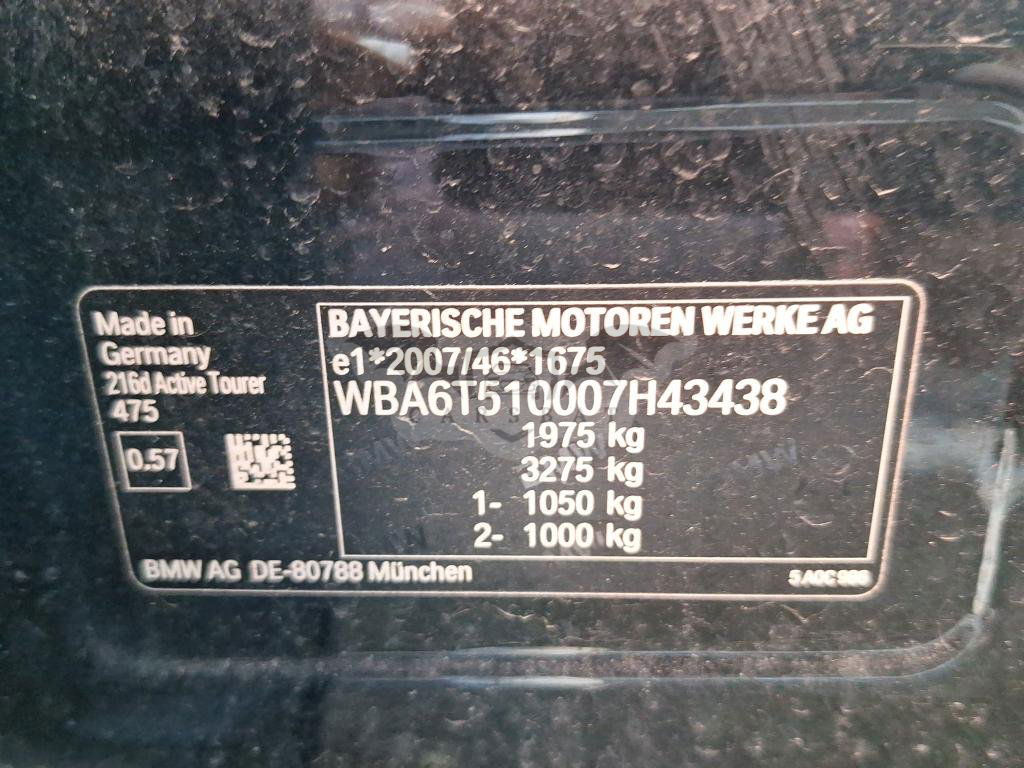 Made in
Germany
216d Active Tourer
475
0.57
BAYERISCHE MOTOREN WERKE AG
e1*2007/46*1675
WBA6T510007H43438
1975 kg
3275 kg
1- 1050 kg
2- 1000 kg
BMW AG DE-80788 München